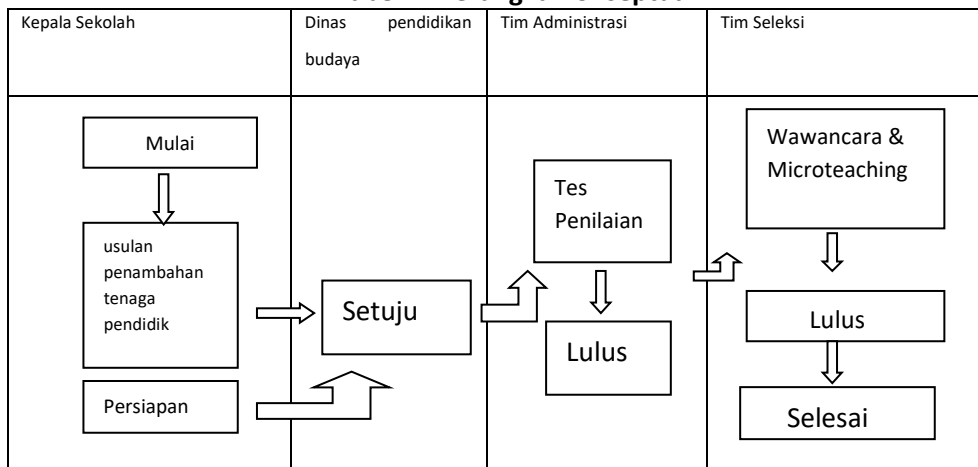 Kepala Sekolah
Dinas pendidikan
budaya
Tim Administrasi
Tim Seleksi
Mulai
usulan
penambahan
tenaga
pendidik
Persiapan
Setuju
Tes
Penilaian
Lulus
Wawancara &
Microteaching
Lulus
Selesai